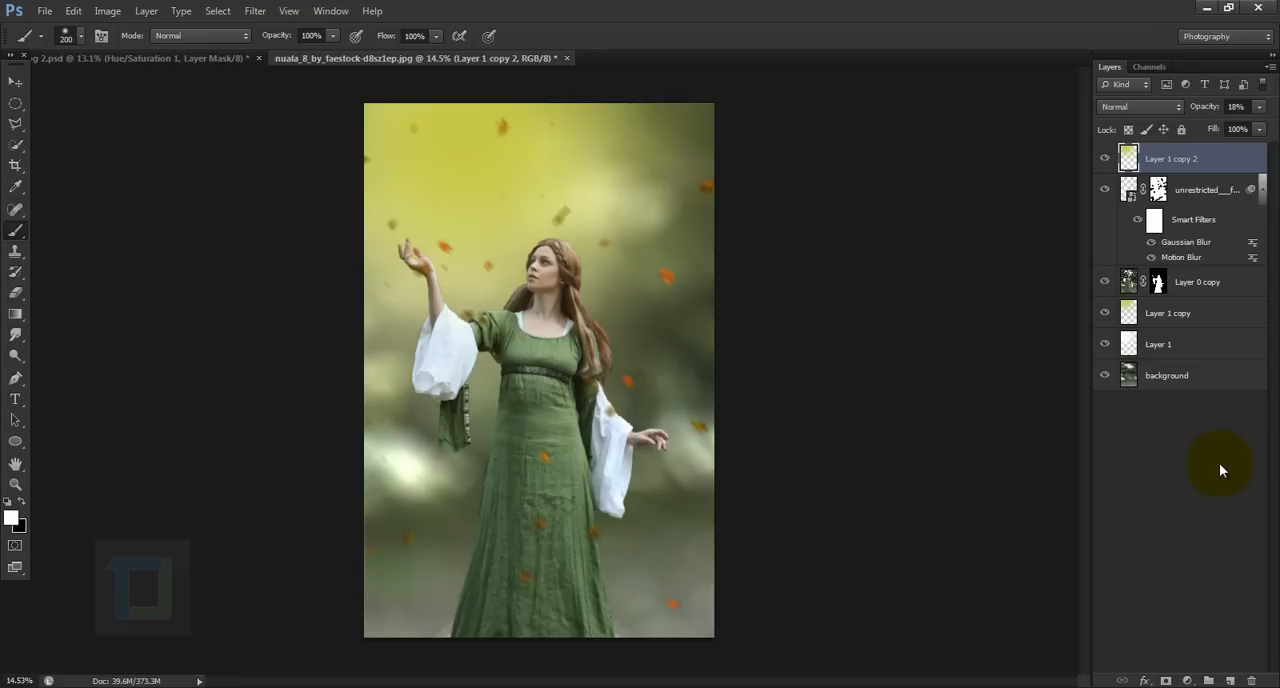 Ps File Edit Image Layer Type Select Filter View Window Help
200 Mode: Normal Opacity: 100% Flow: 100% Photography
g 2.psd @ 13.1% (Hue/Saturation 1, Layer Mask/8) * × nuala_8_by_faestock-d8sz1ep.jpg @ 14.5% (Layer 1 copy 2, RGB/8) * ×
Layers Channels
Kind
Normal Opacity: 18%
Lock: Fill: 100%
Layer 1 copy 2
unrestricted___f...
Smart Filters
Gaussian Blur
Motion Blur
Layer 0 copy
Layer 1 copy
Layer 1
background
14.53% Doc: 39.6M/373.3M